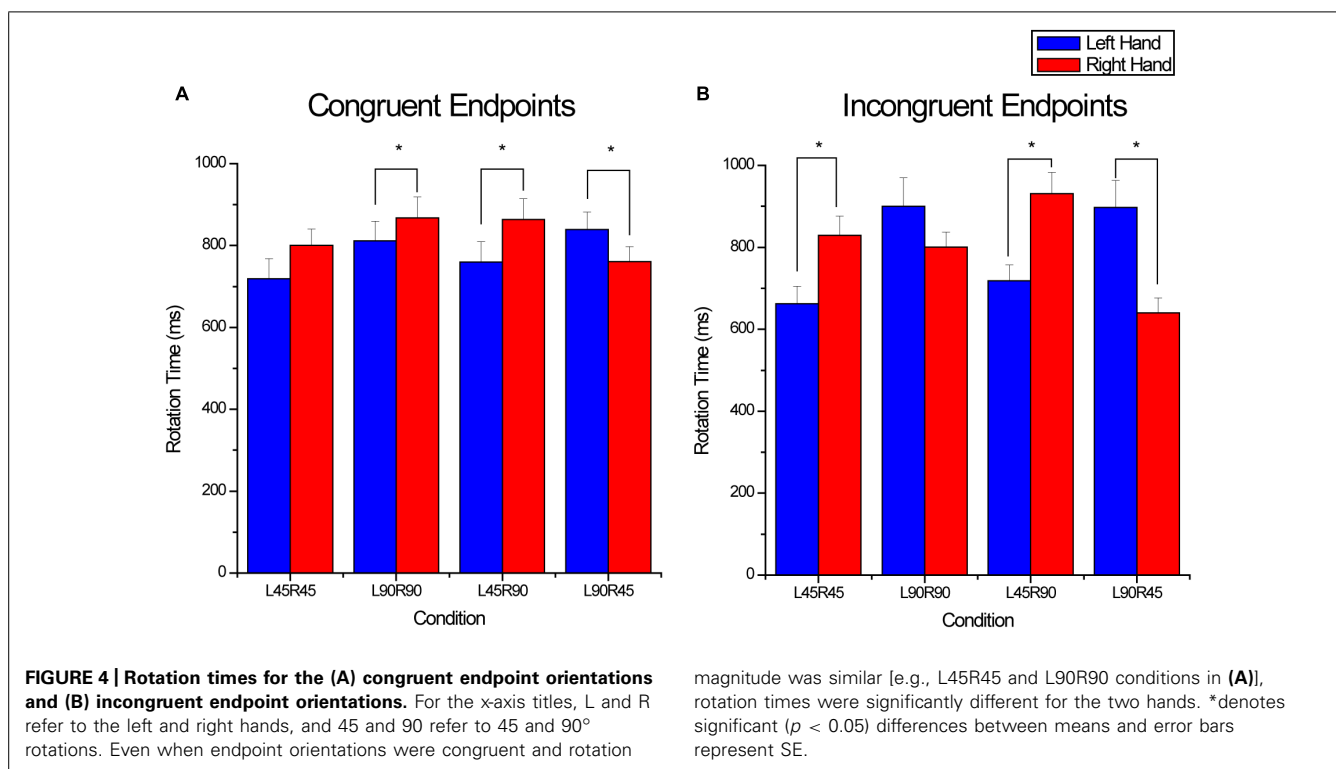 Left Hand
Right Hand
A
Congruent Endpoints
* * *
1000
800
600
400
200
0
Rotation Time (ms)
L45R45 L90R90 L45R90 L90R45
Condition
B
Incongruent Endpoints
* * *
1000
800
600
400
200
0
Rotation Time (ms)
L45R45 L90R90 L45R90 L90R45
Condition
FIGURE 4 | Rotation times for the (A) congruent endpoint orientations
and (B) incongruent endpoint orientations. For the x-axis titles, L and R
refer to the left and right hands, and 45 and 90 refer to 45 and 90°
rotations. Even when endpoint orientations were congruent and rotation
magnitude was similar [e.g., L45R45 and L90R90 conditions in (A)],
rotation times were significantly different for the two hands. *denotes
significant (p < 0.05) differences between means and error bars
represent SE.